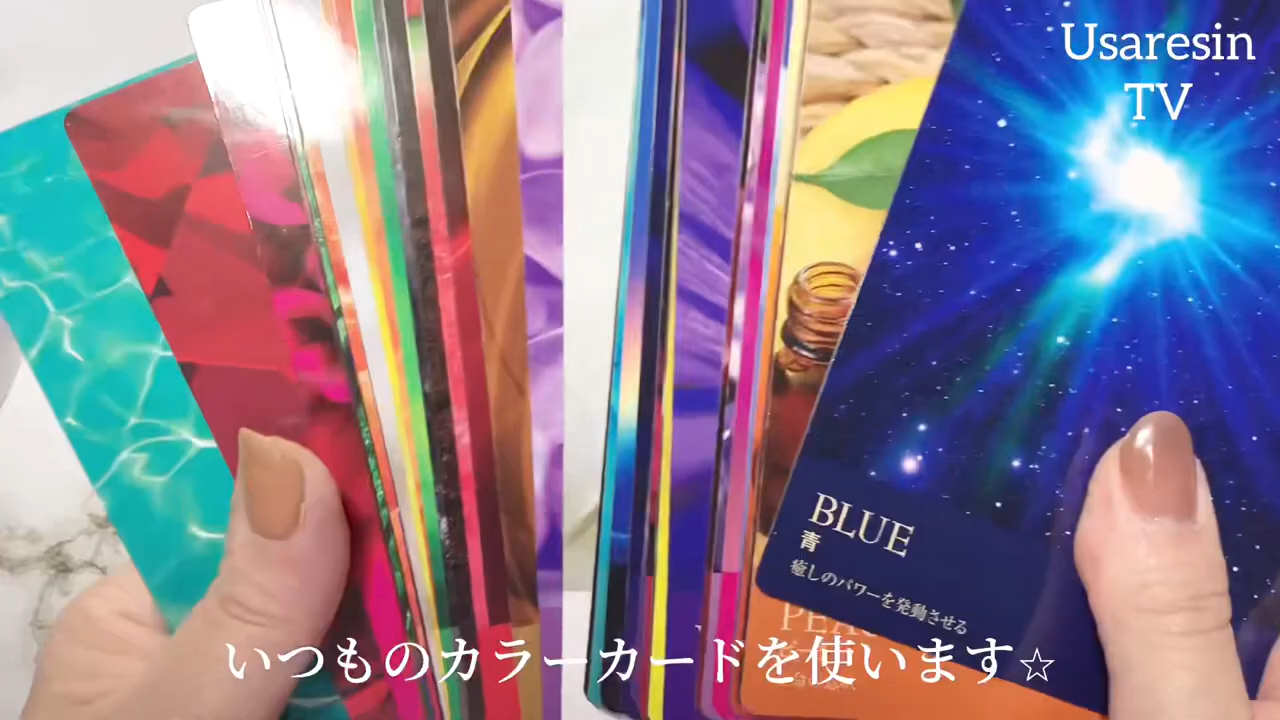 Usaresin
TV
BLUE
青
癒しのパワーを発動させる
いつものカラーカードを使います☆